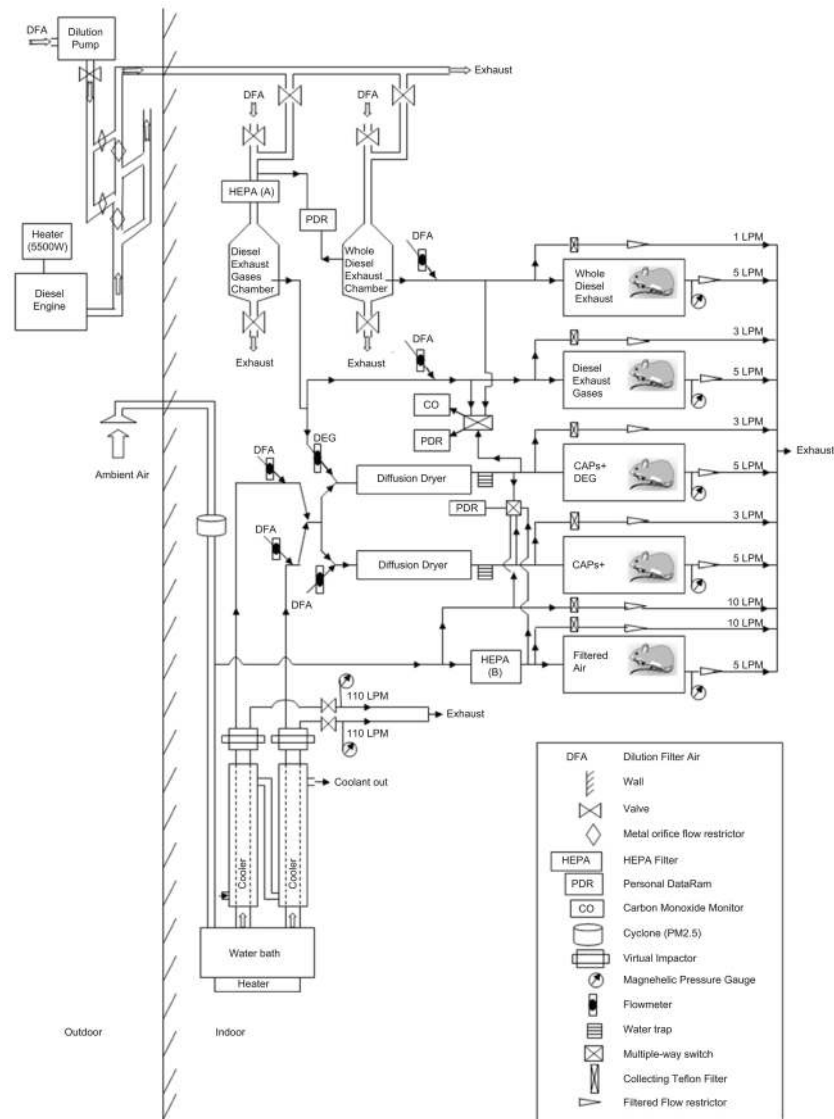 DFA
Dilution
Pump
Exhaust
DFA
DFA
HEPA (A)
PDR
DFA
Heater
(5500W)
Diesel
Engine
Diesel
Exhaust
Gases
Chamber
Whole
Diesel
Exhaust
Chamber
Exhaust
Exhaust
1 LPM
Whole
Diesel
Exhaust
5 LPM
3 LPM
DFA
Diesel
Exhaust
Gases
5 LPM
CO
PDR
Ambient Air
DFA
DEG
3 LPM
Diffusion Dryer
CAPs+
DEG
5 LPM
Exhaust
PDR
3 LPM
DFA
DFA
Diffusion Dryer
CAPs+
5 LPM
10 LPM
10 LPM
HEPA
(B)
Filtered
Air
5 LPM
110 LPM
Exhaust
110 LPM
Coolant out
Cooler
Cooler
Water bath
Heater
Outdoor
Indoor
DFA Dilution Filter Air
Wall
Valve
Metal orifice flow restrictor
HEPA HEPA Filter
PDR Personal DataRam
CO Carbon Monoxide Monitor
Cyclone (PM2.5)
Virtual Impactor
Magnehelic Pressure Gauge
Flowmeter
Water trap
Multiple-way switch
Collecting Teflon Filter
Filtered Flow restrictor